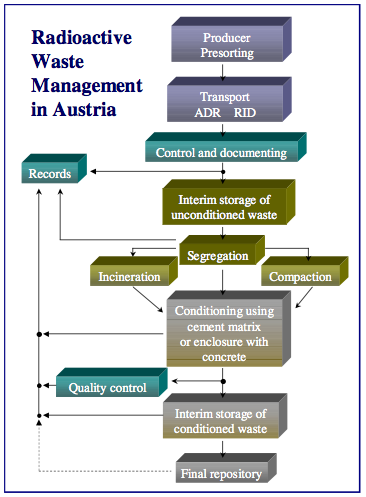 Radioactive
Waste
Management
in Austria
Producer
Presorting
Transport
ADR RID
Control and documenting
Records
Interim storage of
unconditioned waste
Segregation
Incineration
Compaction
Conditioning using
cement matrix
or enclosure with
concrete
Quality control
Interim storage of
conditioned waste
Final repository